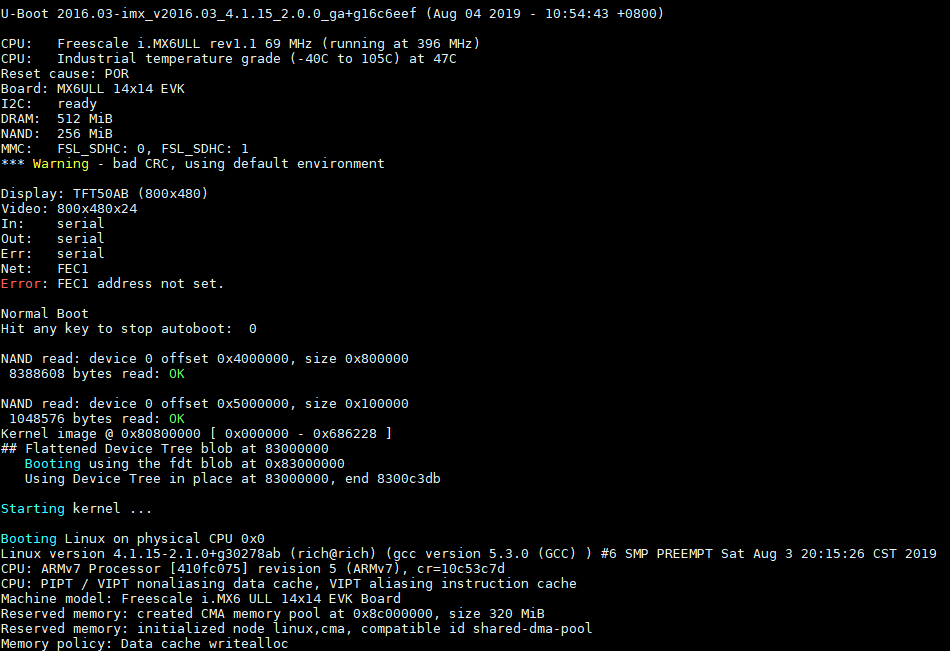 U-Boot 2016.03-imx_v2016.03_4.1.15_2.0.0_ga+g16c6eef (Aug 04 2019 - 10:54:43 +0800)

CPU:   Freescale i.MX6ULL rev1.1 69 MHz (running at 396 MHz)
CPU:   Industrial temperature grade (-40C to 105C) at 47C
Reset cause: POR
Board: MX6ULL 14x14 EVK
I2C:   ready
DRAM:  512 MiB
NAND:  256 MiB
MMC:   FSL_SDHC: 0, FSL_SDHC: 1
*** Warning - bad CRC, using default environment

Display: TFT50AB (800x480)
Video: 800x480x24
In:    serial
Out:   serial
Err:   serial
Net:   FEC1
Error: FEC1 address not set.

Normal Boot
Hit any key to stop autoboot:  0

NAND read: device 0 offset 0x4000000, size 0x800000
 8388608 bytes read: OK

NAND read: device 0 offset 0x5000000, size 0x100000
 1048576 bytes read: OK
Kernel image @ 0x80800000 [ 0x000000 - 0x686228 ]
## Flattened Device Tree blob at 83000000
   Booting using the fdt blob at 0x83000000
   Using Device Tree in place at 83000000, end 8300c3db

Starting kernel ...

Booting Linux on physical CPU 0x0
Linux version 4.1.15-2.1.0+g30278ab (rich@rich) (gcc version 5.3.0 (GCC) ) #6 SMP PREEMPT Sat Aug 3 20:15:26 CST 2019
CPU: ARMv7 Processor [410fc075] revision 5 (ARMv7), cr=10c53c7d
CPU: PIPT / VIPT nonaliasing data cache, VIPT aliasing instruction cache
Machine model: Freescale i.MX6 ULL 14x14 EVK Board
Reserved memory: created CMA memory pool at 0x8c000000, size 320 MiB
Reserved memory: initialized node linux,cma, compatible id shared-dma-pool
Memory policy: Data cache writealloc